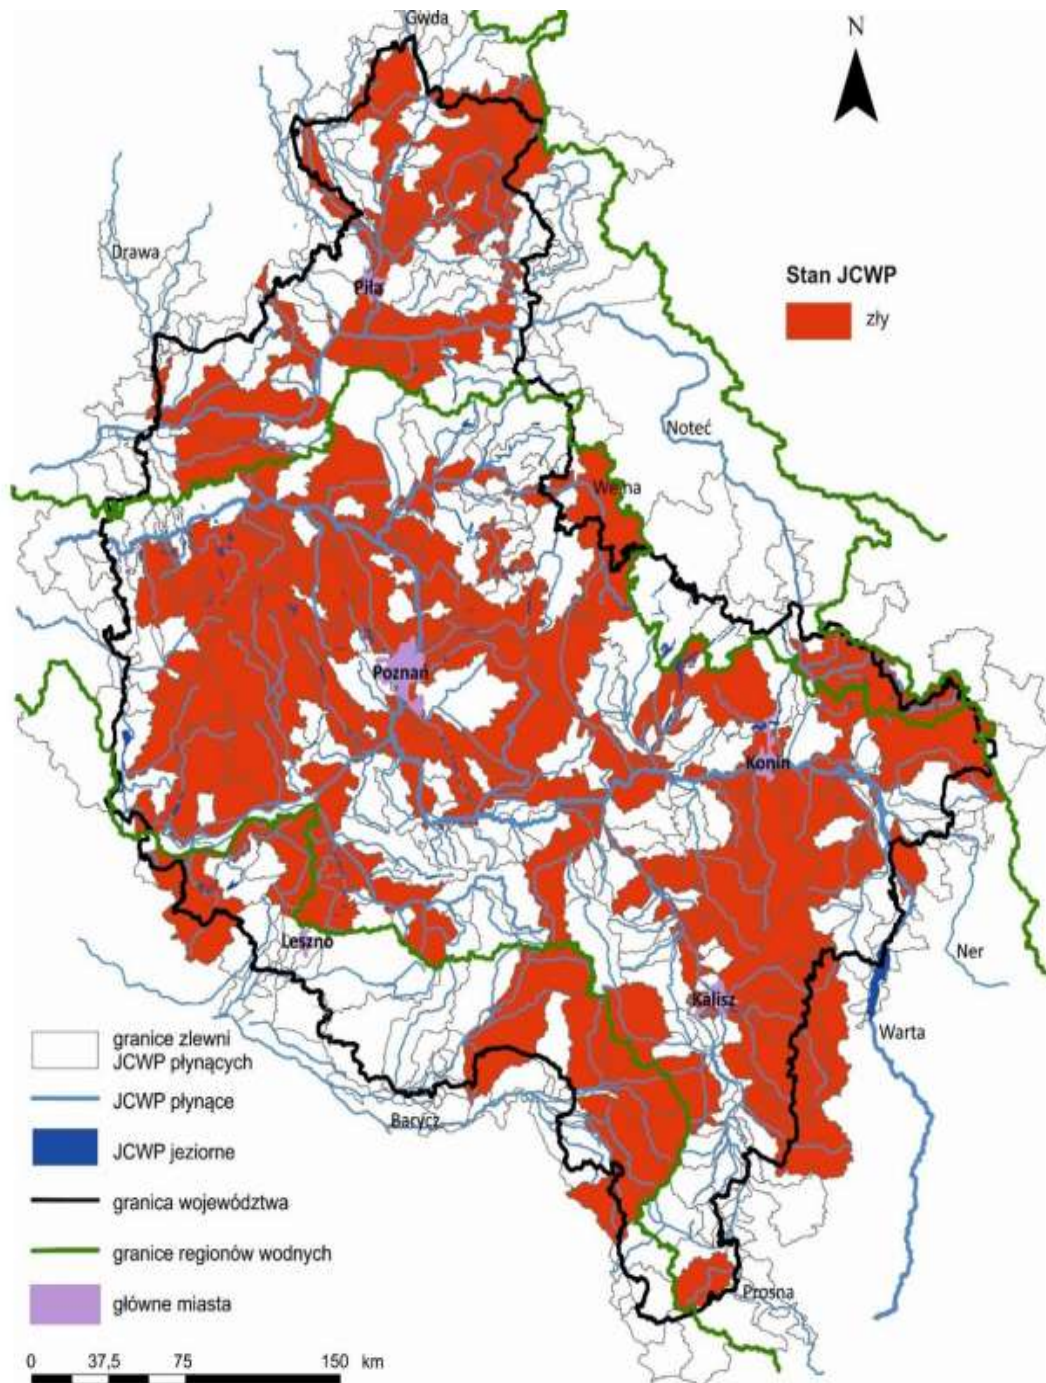 Gwda
N
Drawa
Piła
Stan JCWP
zły
Noteć
Wełna
Poznań
Konin
Leszno
Kalisz
Ner
Warta
Barycz
Prosna
granice zlewni
JCWP płynących
JCWP płynące
JCWP jeziorne
granica województwa
granice regionów wodnych
główne miasta
0 37,5 75 150 km